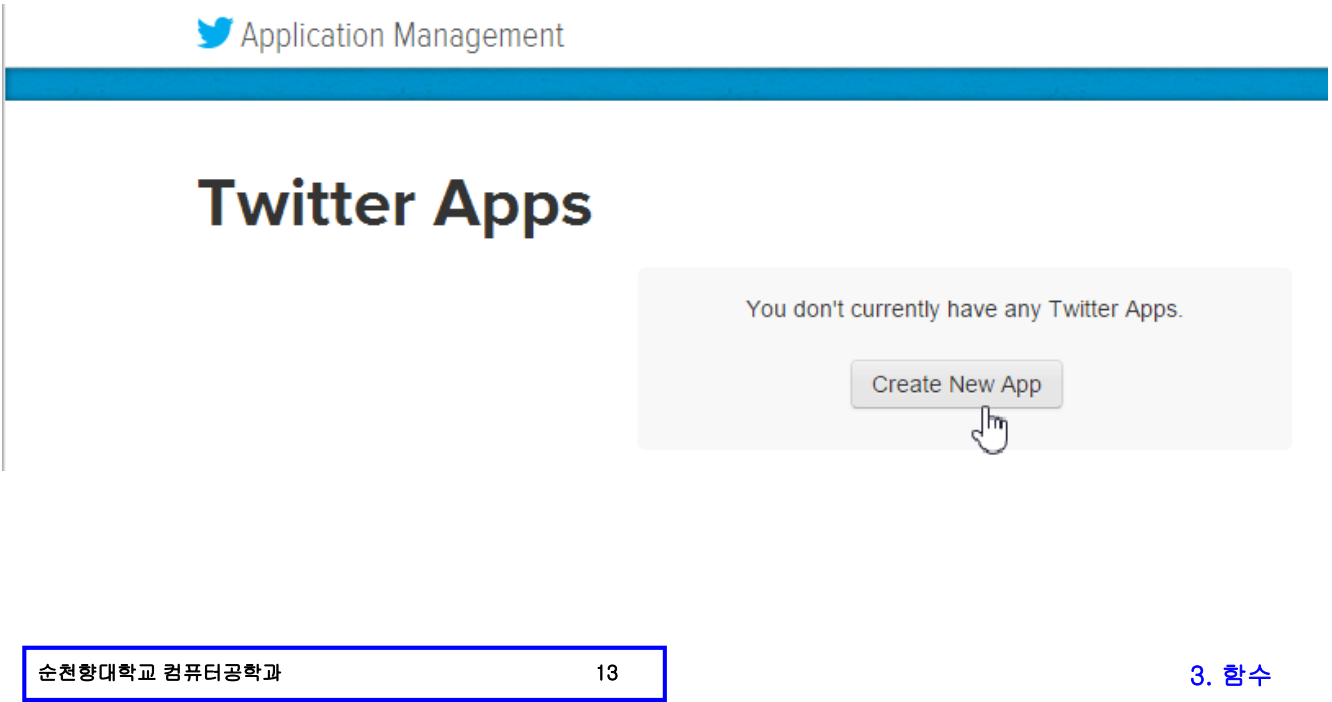 Application Management
Twitter Apps
You don't currently have any Twitter Apps.
Create New App
순천향대학교 컴퓨터공학과 13 3. 함수